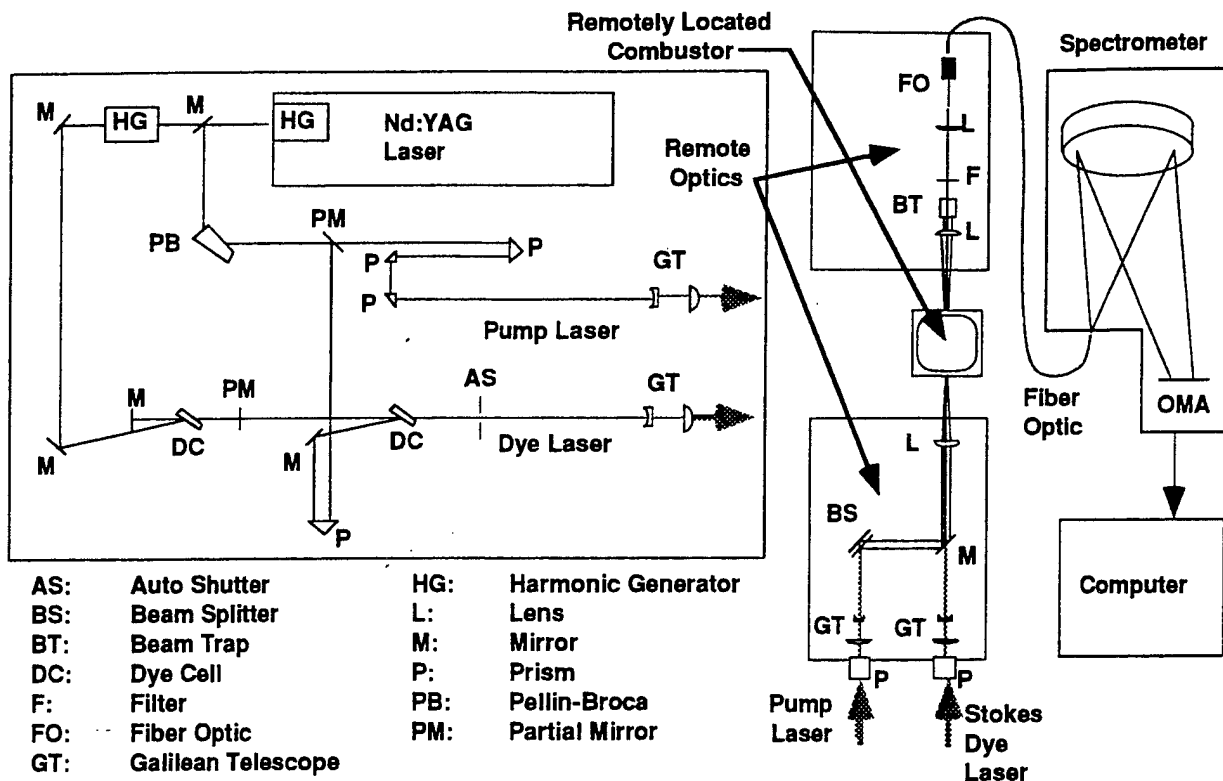 Remotely Located
Combustor
Spectrometer
FO
M
HG
M
HG
Nd:YAG
Laser
L
Remote
Optics
F
BT
L
PB
PM
P
P
P
GT
Pump Laser
M
PM
AS
GT
M
DC
M
DC
Dye Laser
P
Fiber
Optic
OMA
L
BS
M
GT
GT
P
Pump
Laser
Stokes
Dye
Laser
Computer
AS: Auto Shutter
BS: Beam Splitter
BT: Beam Trap
DC: Dye Cell
F: Filter
FO: Fiber Optic
GT: Galilean Telescope
HG: Harmonic Generator
L: Lens
M: Mirror
P: Prism
PB: Pellin-Broca
PM: Partial Mirror